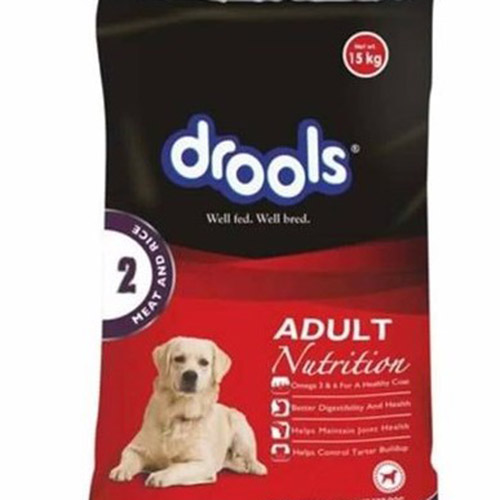 Net wt.
15 kg
drools®
Well fed. Well bred.
2
MEAT AND RICE
ADULT
Nutrition
Omega 3 & 6 For A Healthy Coat
Better Digestibility And Health
Helps Maintain Joint Health
Helps Control Tartar Buildup